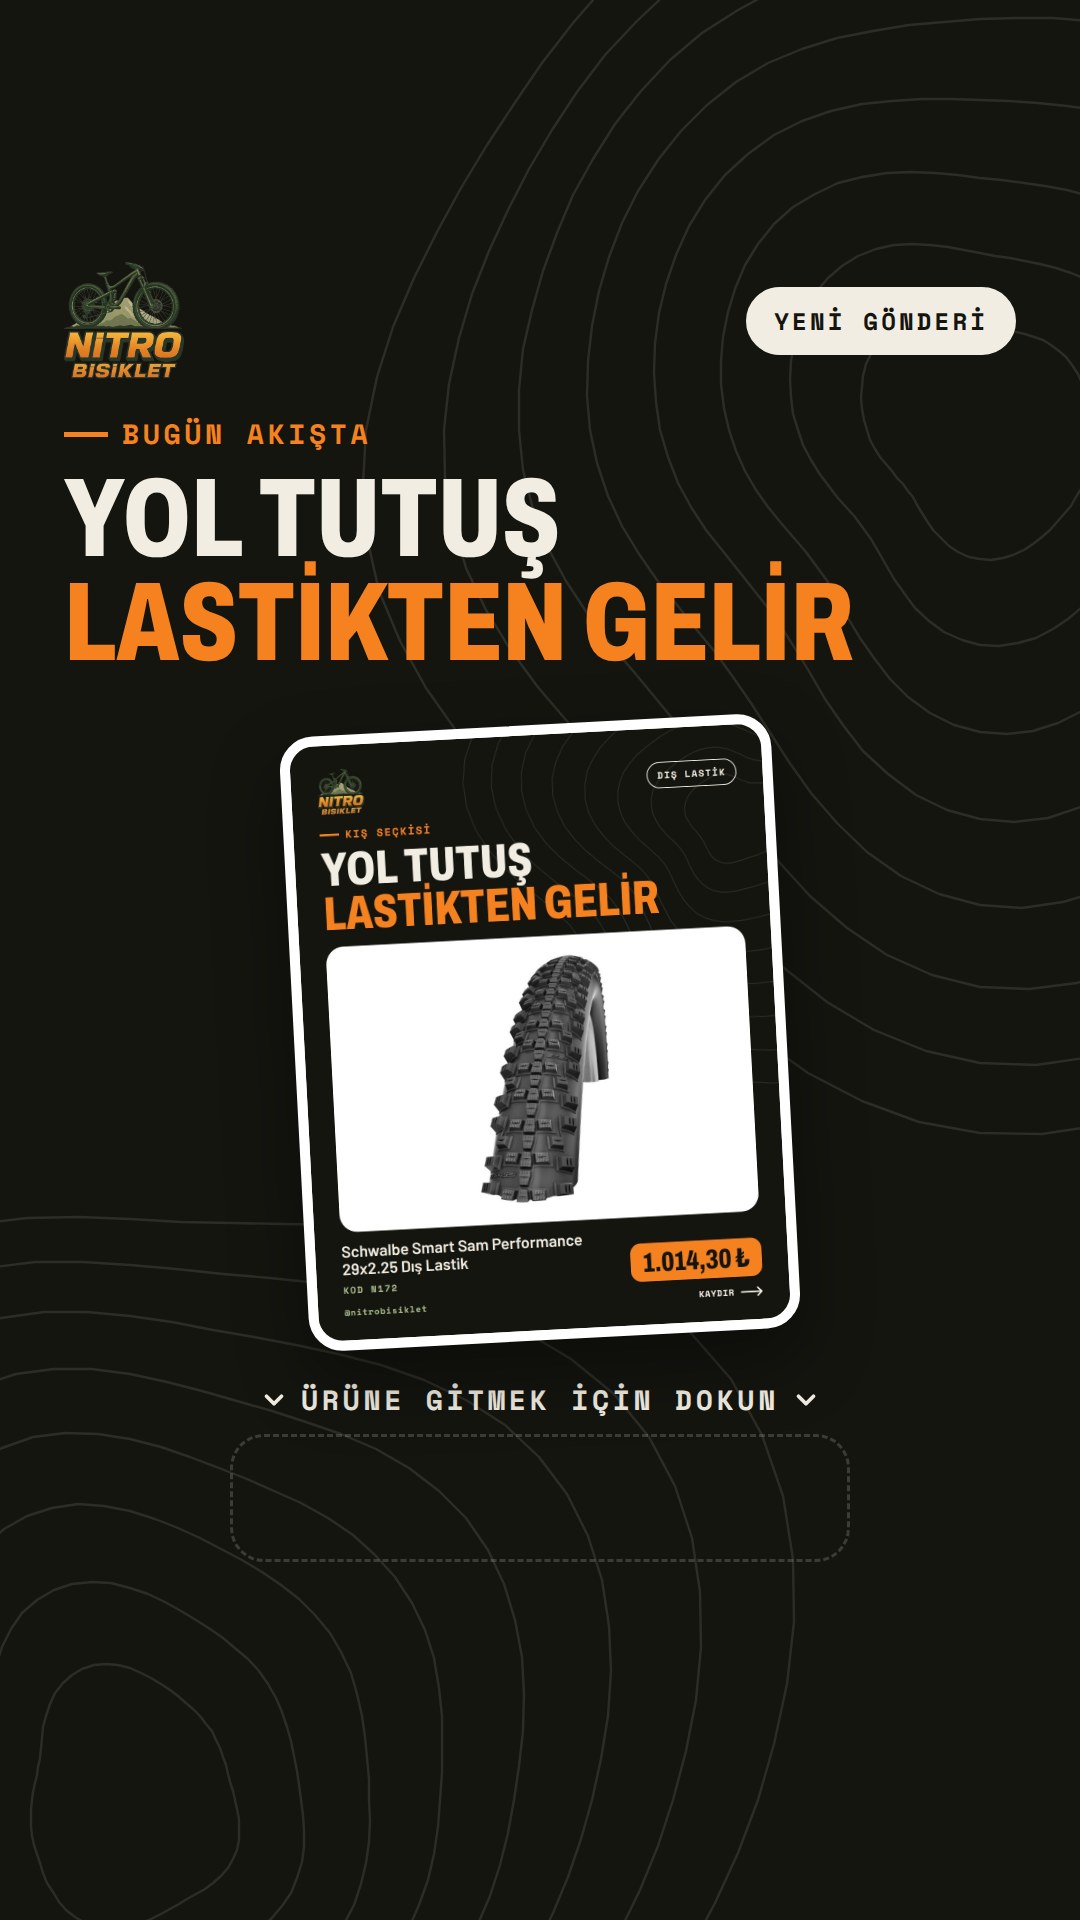 NiTRO
BiSiKLET
YENİ GÖNDERİ
BUGÜN AKIŞTA
YOL TUTUŞ
LASTİKTEN GELİR
NiTRO
BiSiKLET
DIŞ LASTİK
KIŞ SEÇKİSİ
YOL TUTUŞ
LASTİKTEN GELİR
Schwalbe Smart Sam Performance
29x2.25 Dış Lastik
1.014,30 ₺
KOD N172
KAYDIR
@nitrobisiklet
ÜRÜNE GİTMEK İÇİN DOKUN